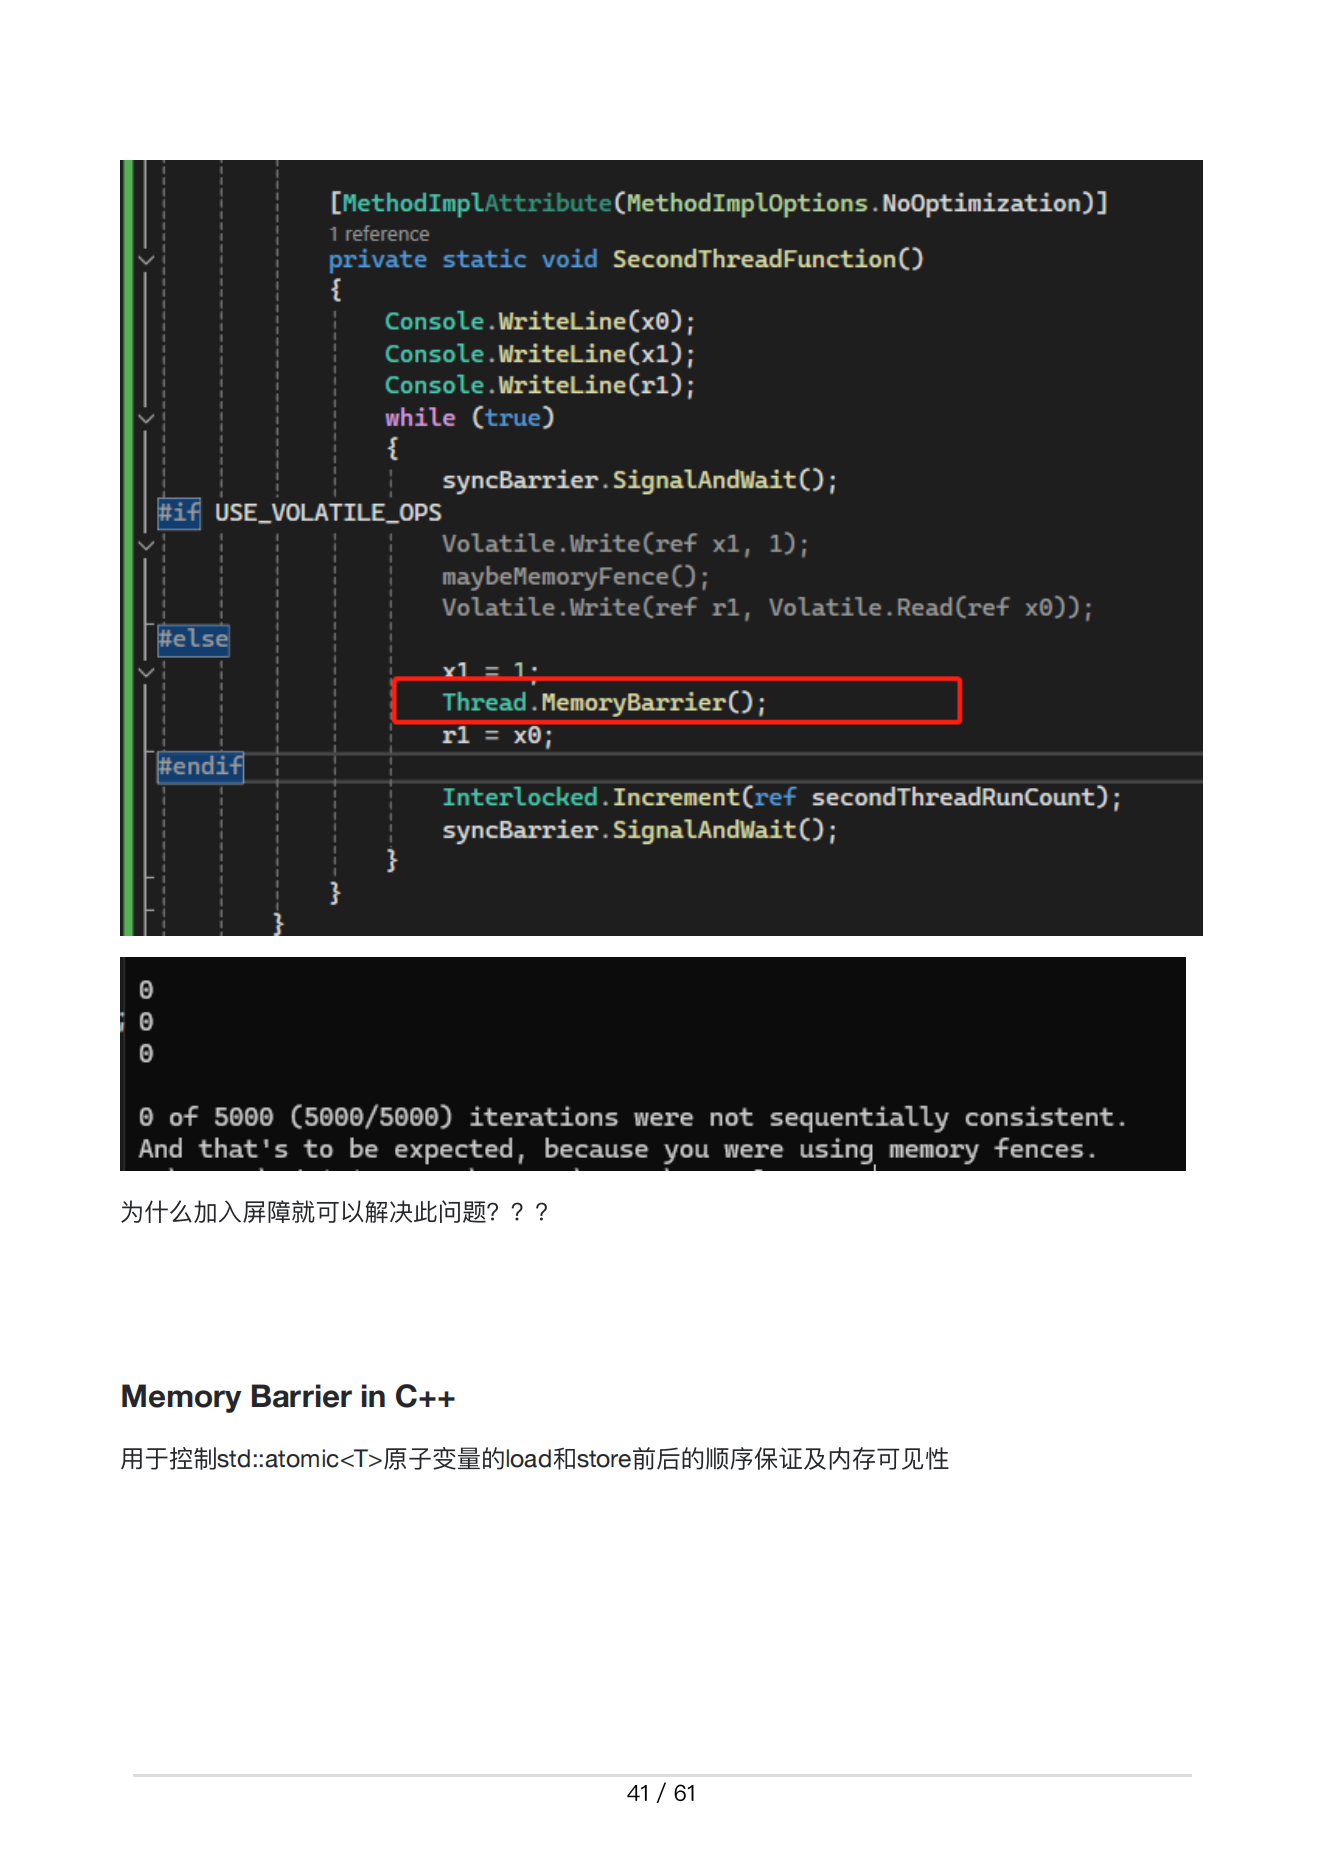 [MethodImplAttribute(MethodImplOptions.NoOptimization)]
1 reference
private static void SecondThreadFunction()
{
Console.WriteLine(x0);
Console.WriteLine(x1);
Console.WriteLine(r1);
while (true)
{
syncBarrier.SignalAndWait();
#if USE_VOLATILE_OPS
Volatile.Write(ref x1, 1);
maybeMemoryFence();
Volatile.Write(ref r1, Volatile.Read(ref x0));
#else
x1 = 1;
Thread.MemoryBarrier();
r1 = x0;
#endif
Interlocked.Increment(ref secondThreadRunCount);
syncBarrier.SignalAndWait();
}
}
}
0
; 0
0
0 of 5000 (5000/5000) iterations were not sequentially consistent.
And that's to be expected, because you were using memory fences.
为什么加入屏障就可以解决此问题？？？
Memory Barrier in C++
用于控制std::atomic<T>原子变量的load和store前后的顺序保证及内存可见性
41 / 61